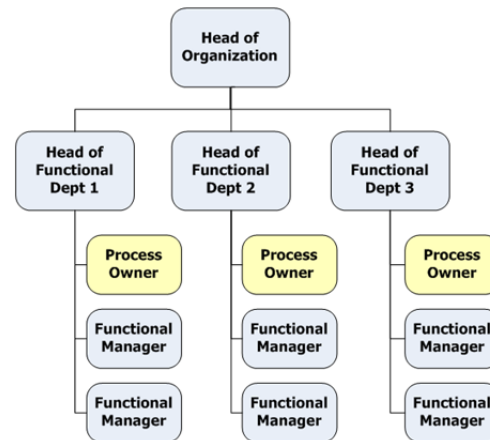 Head of
Organization
Head of
Functional
Dept 1
Head of
Functional
Dept 2
Head of
Functional
Dept 3
Process
Owner
Process
Owner
Process
Owner
Functional
Manager
Functional
Manager
Functional
Manager
Functional
Manager
Functional
Manager
Functional
Manager